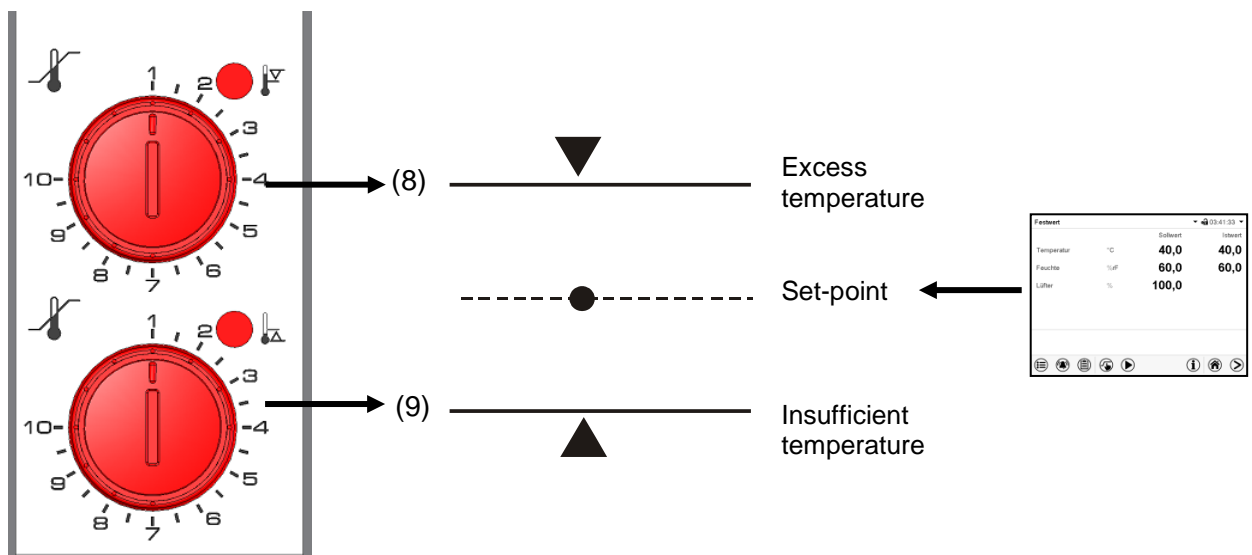 1
2
3
4
5
6
7
8
9
10
(8)
Excess
temperature
Festwert
03:41:33
Sollwert
Istwert
Temperatur °C 40,0 40,0
Feuchte %rF 60,0 60,0
Lüfter % 100,0
Set-point
1
2
3
4
5
6
7
8
9
10
(9)
Insufficient
temperature